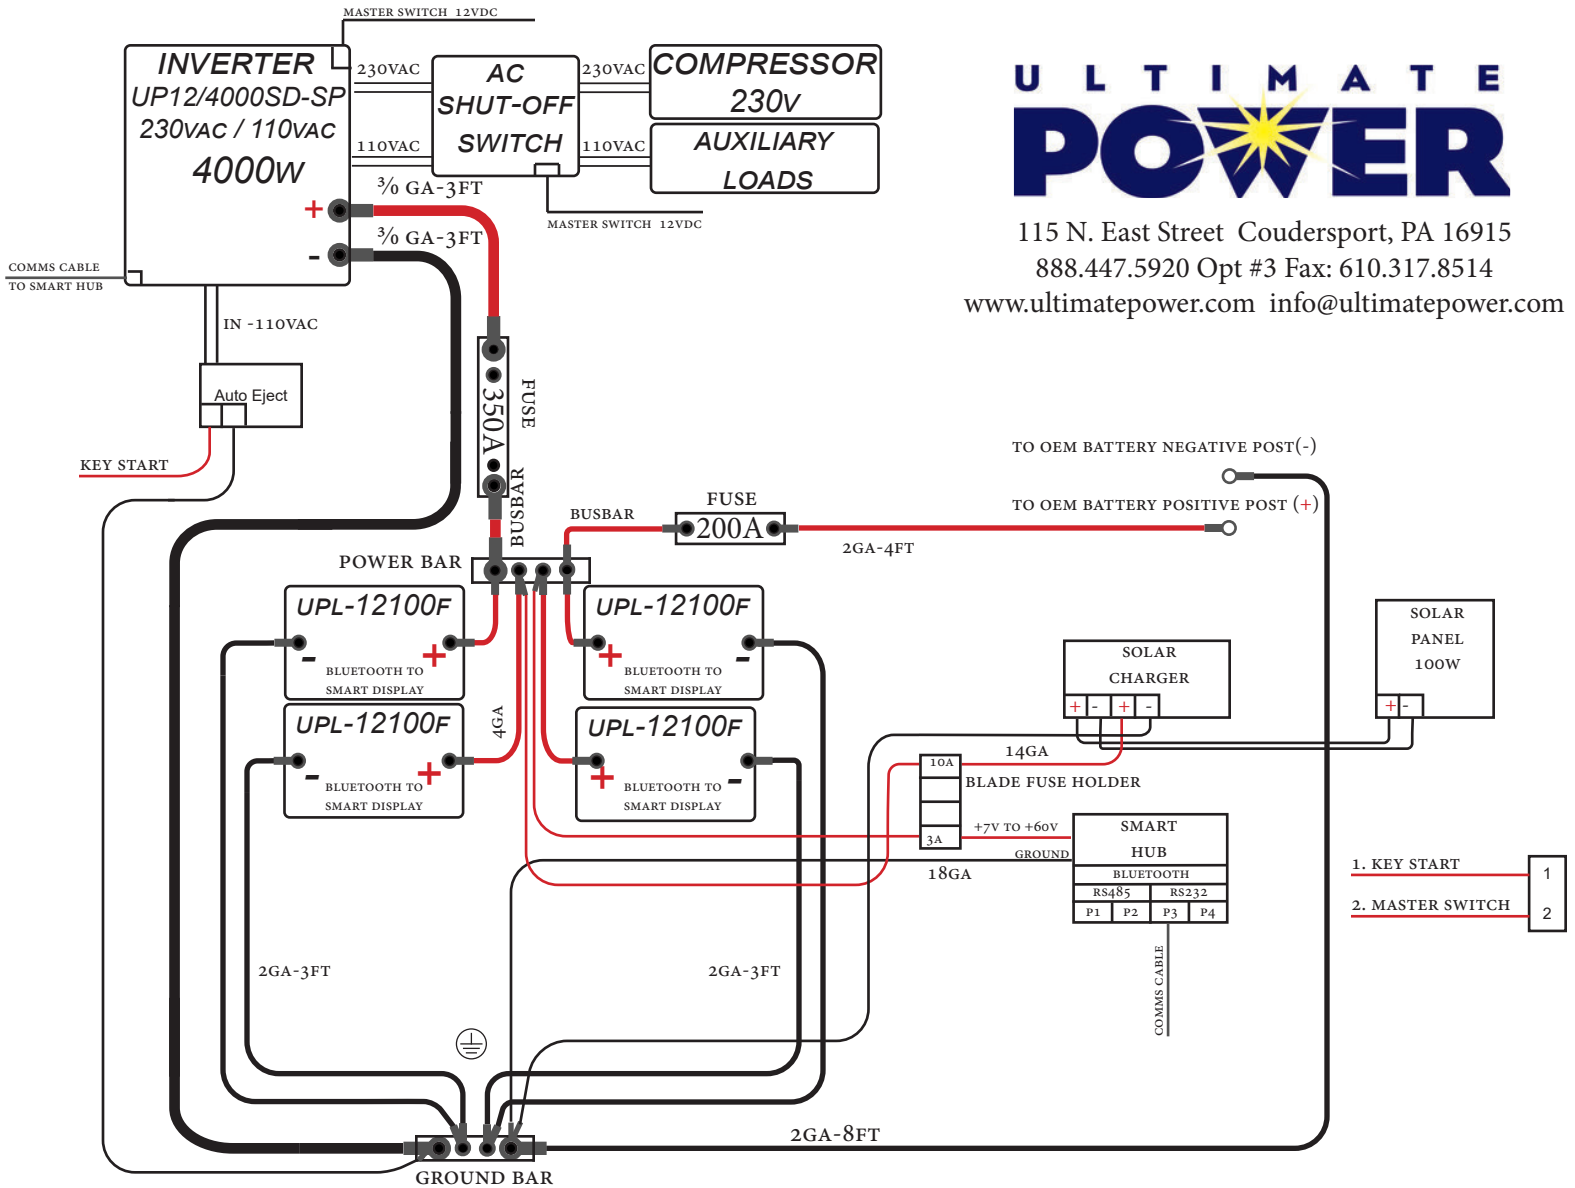 MASTER SWITCH 12VDC
INVERTER
UP12/4000SD-SP
230VAC / 110VAC
4000W
+
-
230VAC
110VAC
AC
SHUT-OFF
SWITCH
230VAC
110VAC
COMPRESSOR
230V
AUXILIARY
LOADS
MASTER SWITCH 12VDC
3/0 GA-3FT
3/0 GA-3FT
COMMS CABLE
TO SMART HUB
IN -110VAC
Auto Eject
KEY START
ULTIMATE
POWER
115 N. East Street Coudersport, PA 16915
888.447.5920 Opt #3 Fax: 610.317.8514
www.ultimatepower.com info@ultimatepower.com
350A
FUSE
BUSBAR
POWER BAR
BUSBAR
FUSE
200A
2GA-4FT
TO OEM BATTERY NEGATIVE POST(-)
TO OEM BATTERY POSITIVE POST (+)
UPL-12100F
-
+
BLUETOOTH TO
SMART DISPLAY
UPL-12100F
+
-
BLUETOOTH TO
SMART DISPLAY
UPL-12100F
-
+
BLUETOOTH TO
SMART DISPLAY
UPL-12100F
+
-
BLUETOOTH TO
SMART DISPLAY
4GA
SOLAR
CHARGER
+ - + -
SOLAR
PANEL
100W
+ -
14GA
10A
BLADE FUSE HOLDER
3A
+7V TO +60V
GROUND
18GA
SMART
HUB
BLUETOOTH
RS485 RS232
P1 P2 P3 P4
COMMS CABLE
1. KEY START
2. MASTER SWITCH
1
2
2GA-3FT
2GA-3FT
2GA-8FT
GROUND BAR